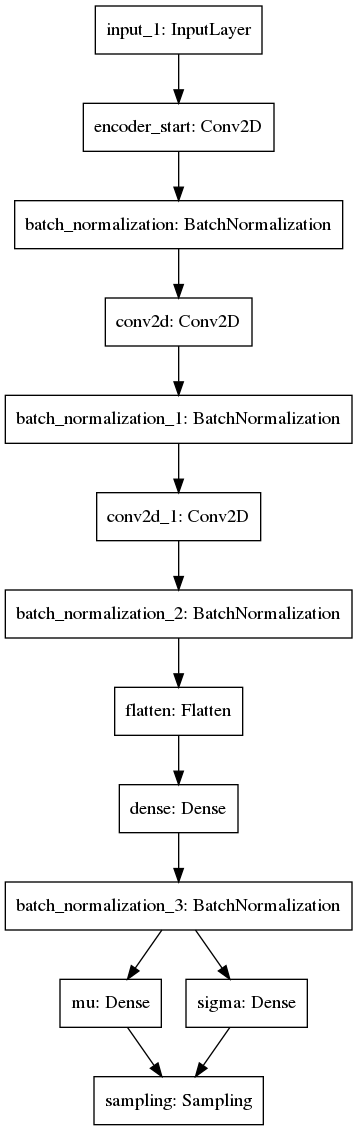 input_1: InputLayer
encoder_start: Conv2D
batch_normalization: BatchNormalization
conv2d: Conv2D
batch_normalization_1: BatchNormalization
conv2d_1: Conv2D
batch_normalization_2: BatchNormalization
flatten: Flatten
dense: Dense
batch_normalization_3: BatchNormalization
mu: Dense
sigma: Dense
sampling: Sampling